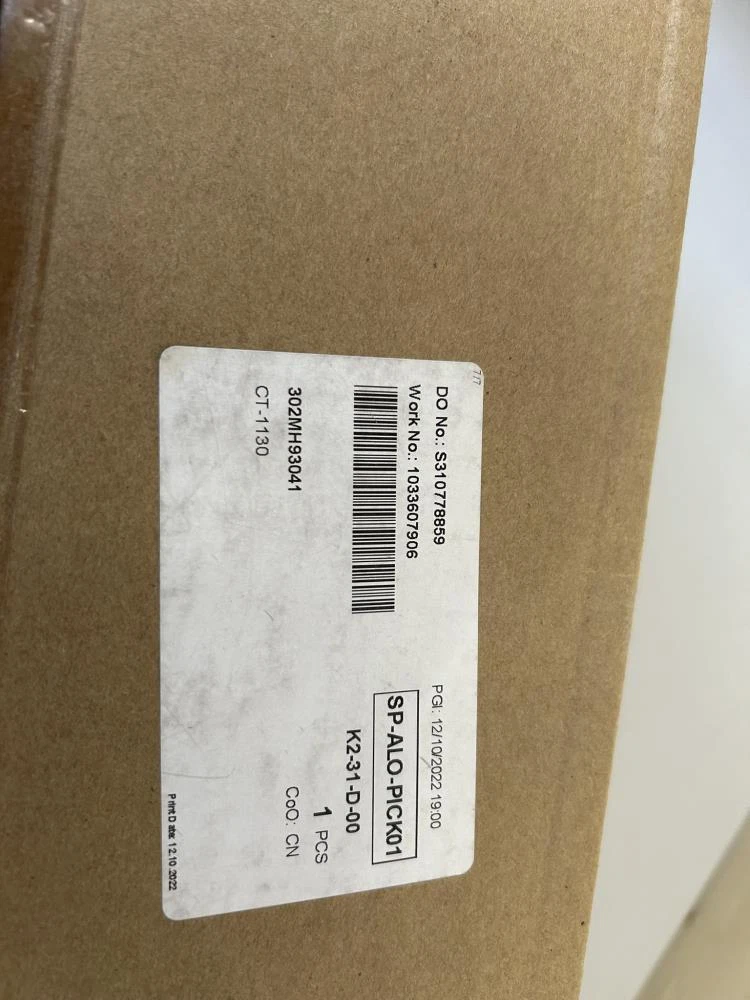 7/7
DO No.: S310778859
PGI: 12/10/2022 19:00
Work No.: 1033607906
SP-ALO-PICK01
K2-31-D-00
302MH93041
1 PCS
CT-1130
CoO: CN
Print Date: 12.10.2022